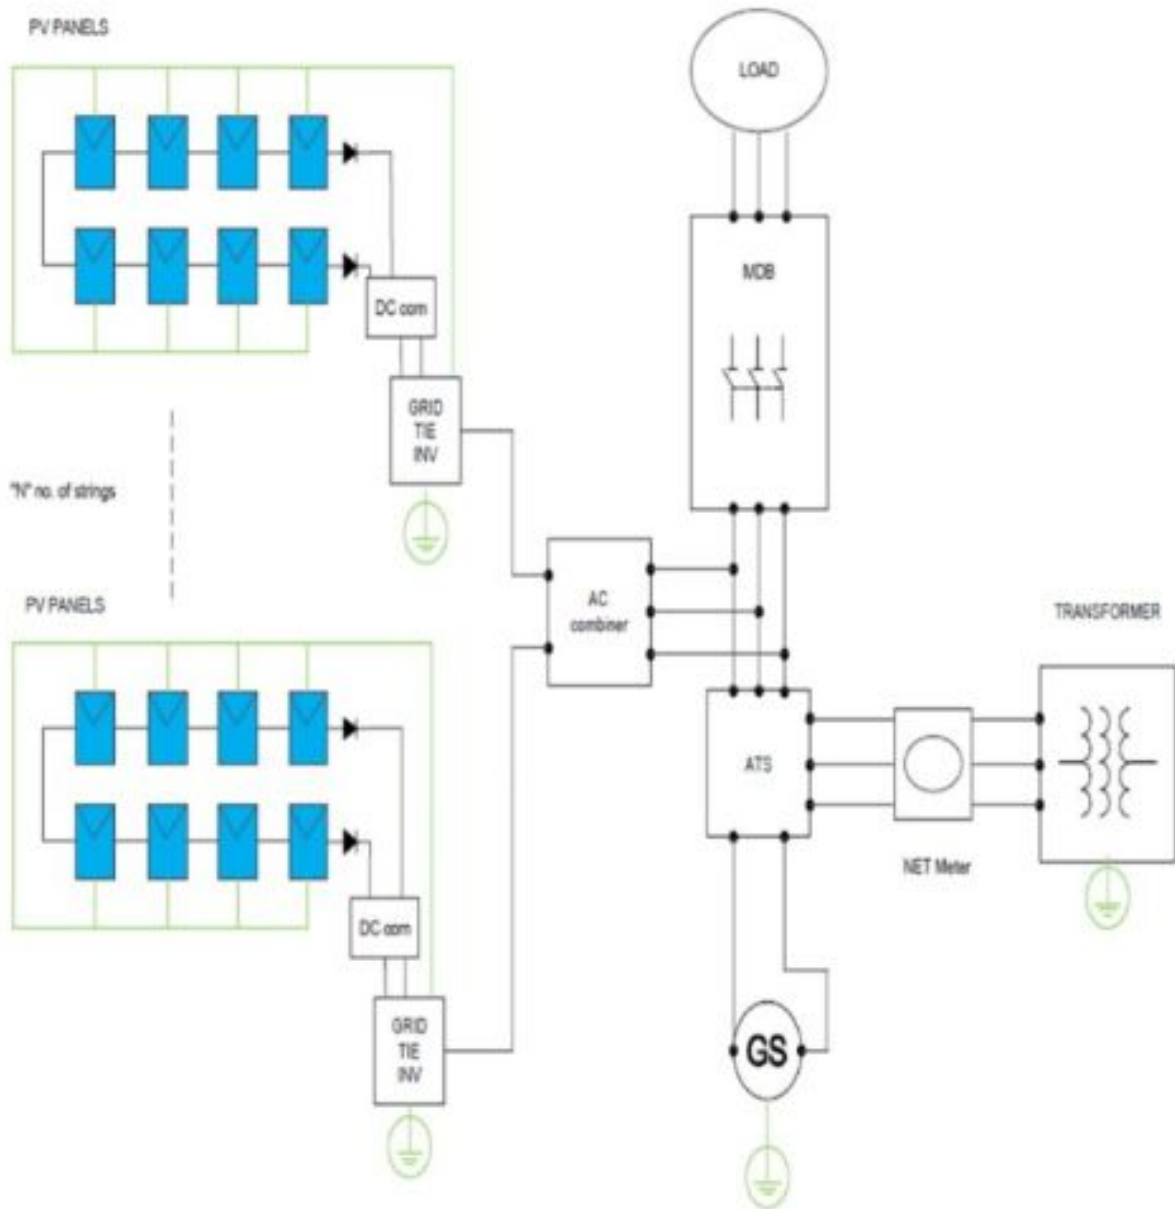 PV PANELS
LOAD
MDB
DC com
GRID
TIE
INV
"N" no. of strings
AC
combiner
PV PANELS
TRANSFORMER
ATS
NET Meter
DC com
GRID
TIE
INV
GS